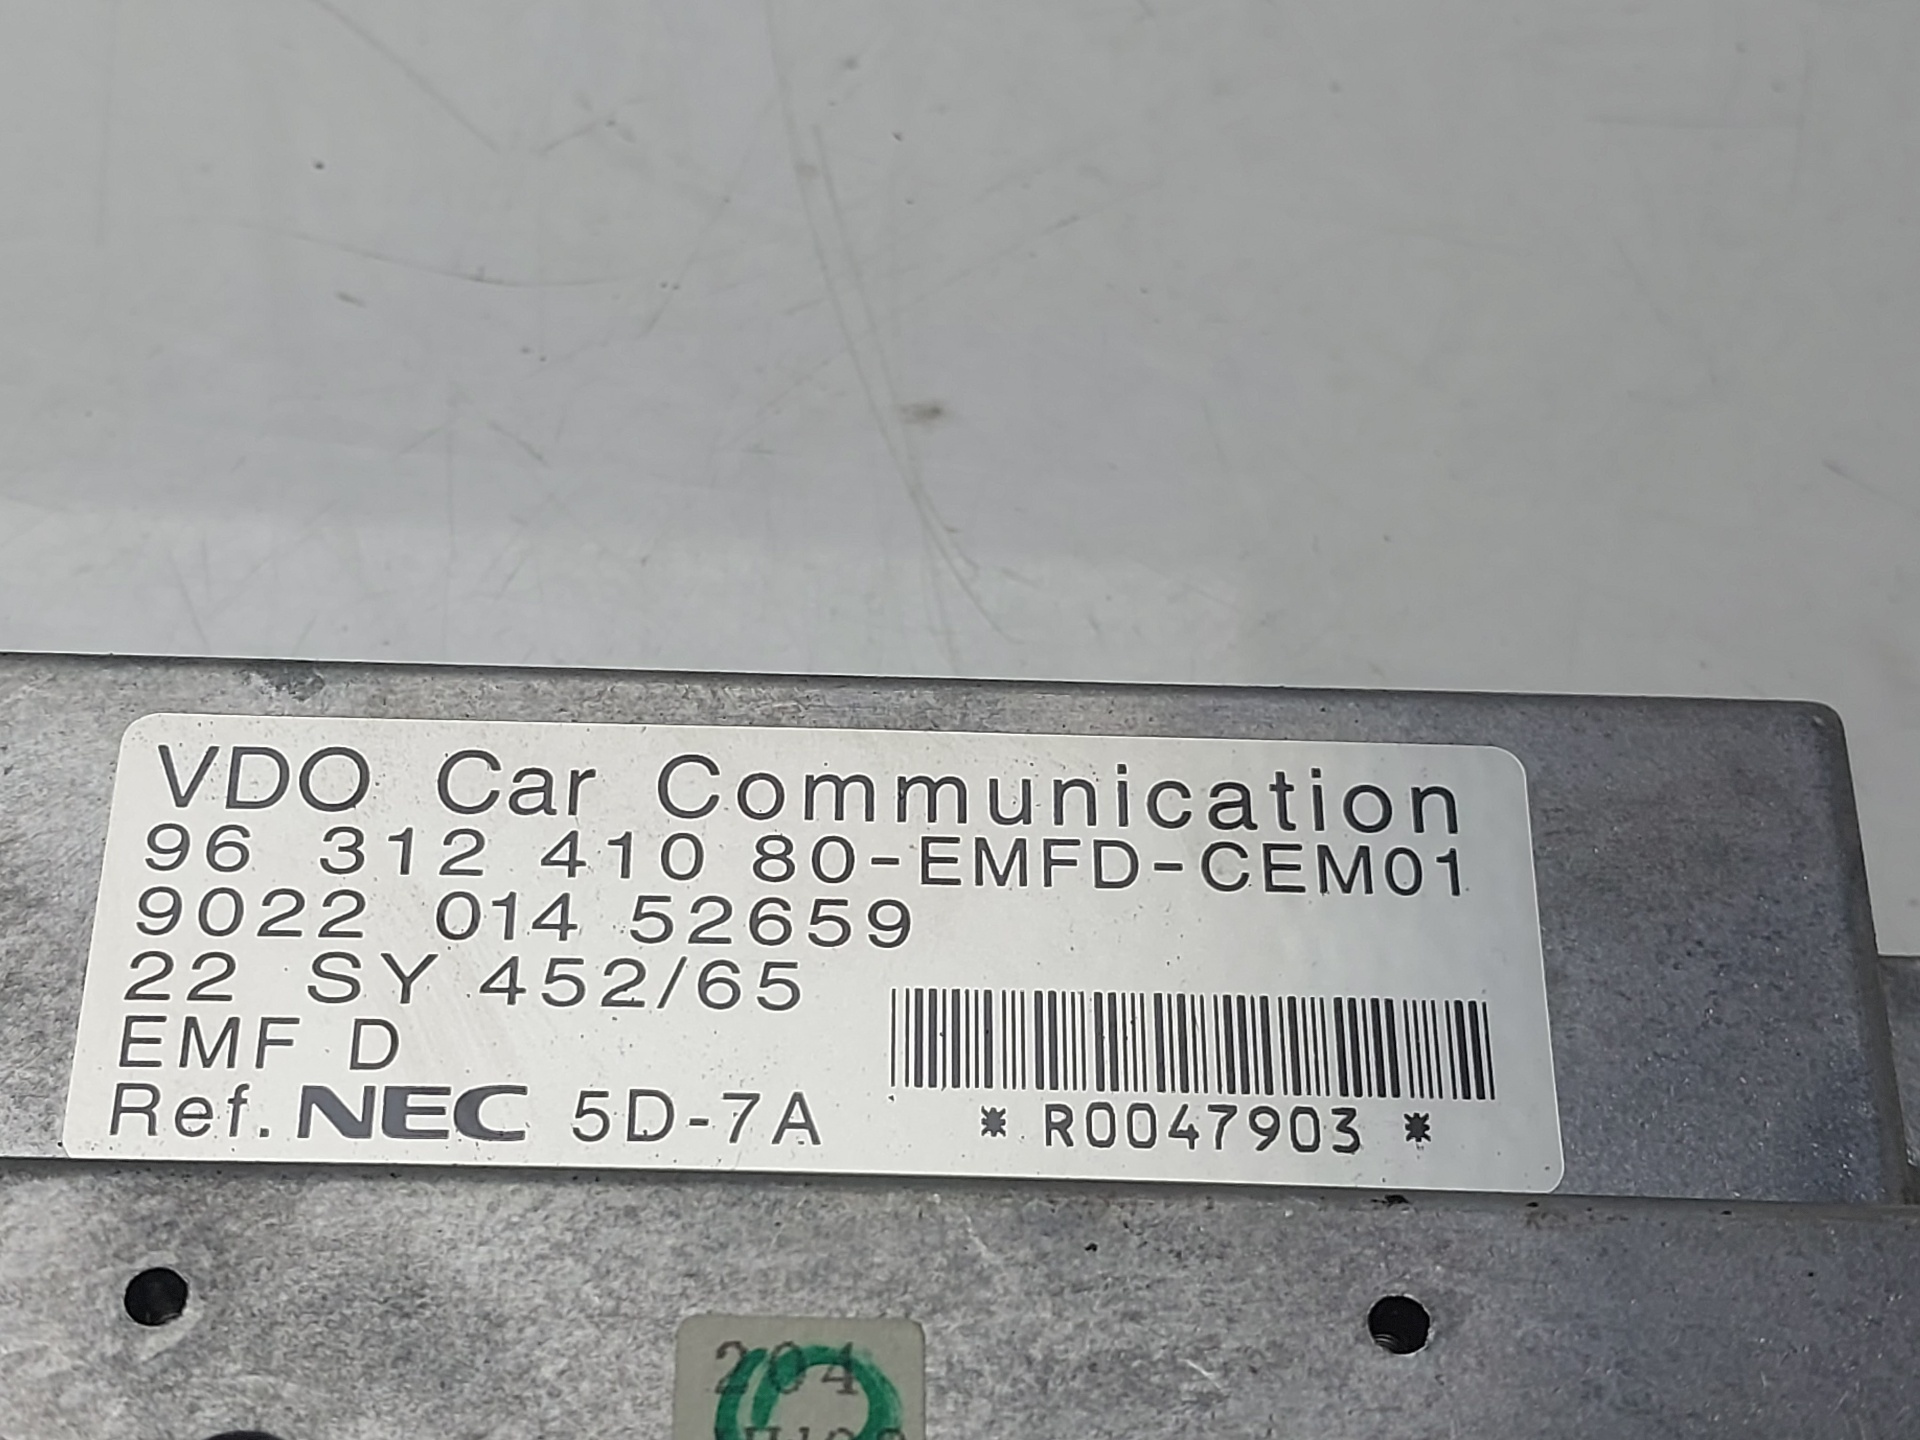 VDO Car Communication
96 312 410 80-EMFD-CEM01
9022 014 52659
22 SY 452/65
EMF D
Ref. NEC 5D-7A
* R0047903 *
204